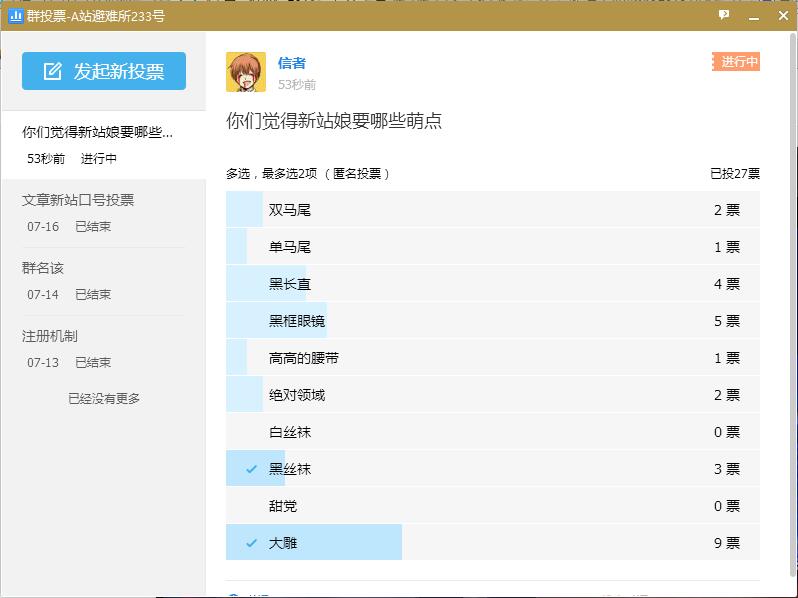 群投票-A站避难所233号
发起新投票
你们觉得新站娘要哪些...
53秒前 进行中
文章新站口号投票
07-16 已结束
群名该
07-14 已结束
注册机制
07-13 已结束
已经没有更多
信者
53秒前
进行中
你们觉得新站娘要哪些萌点
多选，最多选2项（匿名投票） 已投27票
双马尾 2 票
单马尾 1 票
黑长直 4 票
黑框眼镜 5 票
高高的腰带 1 票
绝对领域 2 票
白丝袜 0 票
黑丝袜 3 票
甜党 0 票
大雕 9 票